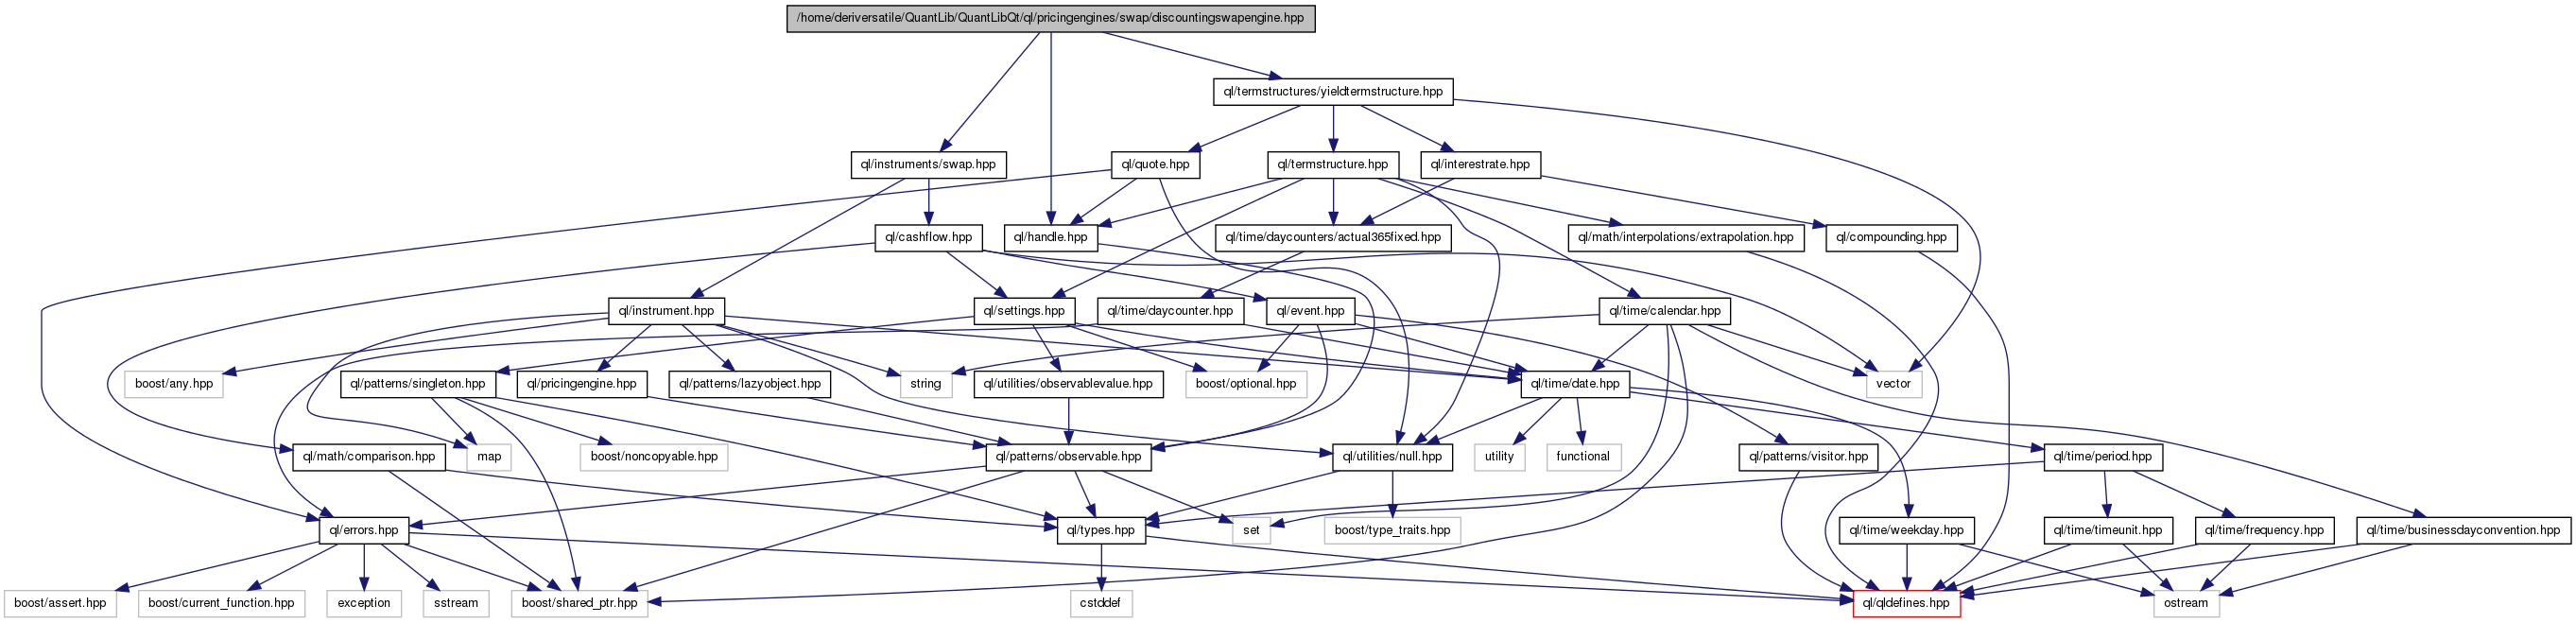 /home/deriversatile/QuantLib/QuantLibQt/ql/pricingengines/swap/discountingswapengine.hpp
ql/termstructures/yieldtermstructure.hpp
ql/instruments/swap.hpp
ql/quote.hpp
ql/termstructure.hpp
ql/interestrate.hpp
ql/cashflow.hpp
ql/handle.hpp
ql/time/daycounters/actual365fixed.hpp
ql/math/interpolations/extrapolation.hpp
ql/compounding.hpp
ql/instrument.hpp
ql/settings.hpp
ql/time/daycounter.hpp
ql/event.hpp
ql/time/calendar.hpp
boost/any.hpp
ql/patterns/singleton.hpp
ql/pricingengine.hpp
ql/patterns/lazyobject.hpp
string
ql/utilities/observablevalue.hpp
boost/optional.hpp
ql/time/date.hpp
vector
ql/math/comparison.hpp
map
boost/noncopyable.hpp
ql/patterns/observable.hpp
ql/utilities/null.hpp
utility
functional
ql/patterns/visitor.hpp
ql/time/period.hpp
ql/errors.hpp
ql/types.hpp
set
boost/type_traits.hpp
ql/time/weekday.hpp
ql/time/timeunit.hpp
ql/time/frequency.hpp
ql/time/businessdayconvention.hpp
boost/assert.hpp
boost/current_function.hpp
exception
sstream
boost/shared_ptr.hpp
cstddef
ql/qldefines.hpp
ostream